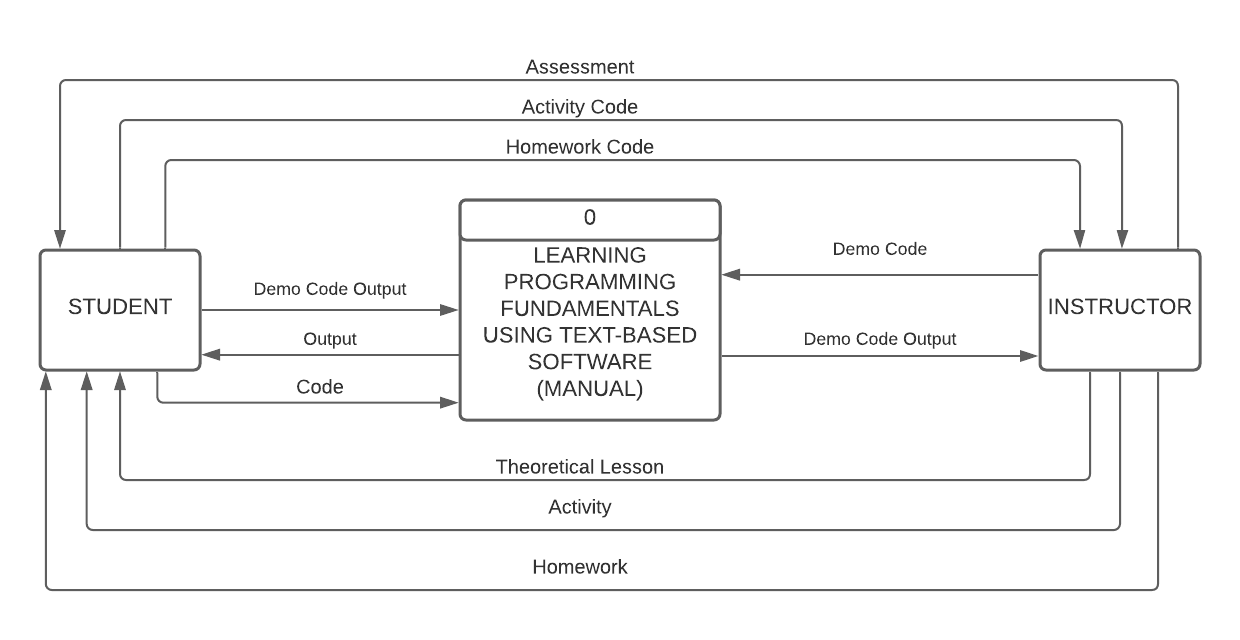 Assessment
Activity Code
Homework Code
0
LEARNING
PROGRAMMING
FUNDAMENTALS
USING TEXT-BASED
SOFTWARE
(MANUAL)
STUDENT
Demo Code Output
Output
Code
Demo Code
Demo Code Output
INSTRUCTOR
Theoretical Lesson
Activity
Homework